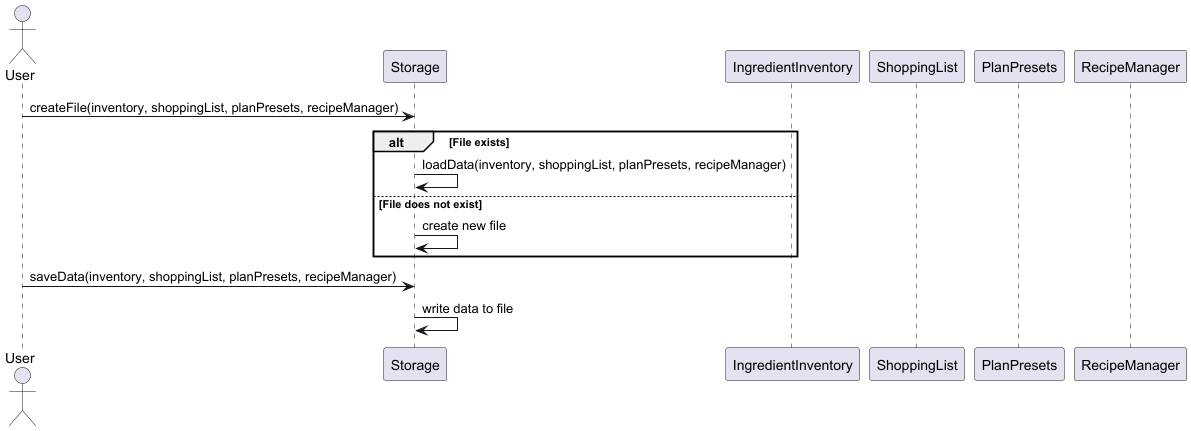 User
Storage
IngredientInventory
ShoppingList
PlanPresets
RecipeManager
createFile(inventory, shoppingList, planPresets, recipeManager)
alt
[File exists]
loadData(inventory, shoppingList, planPresets, recipeManager)
[File does not exist]
create new file
saveData(inventory, shoppingList, planPresets, recipeManager)
write data to file
User
Storage
IngredientInventory
ShoppingList
PlanPresets
RecipeManager